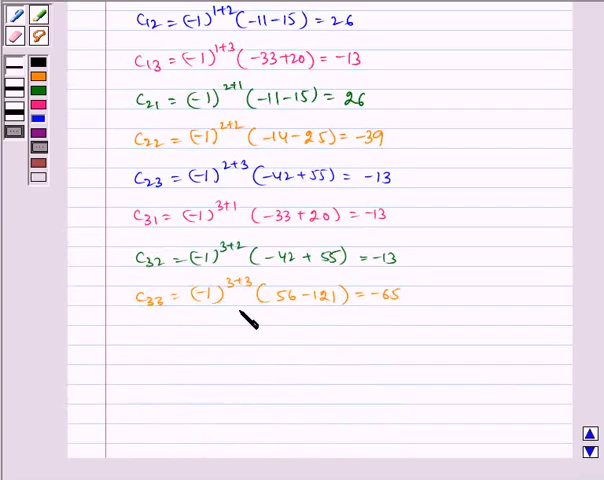 C₁₂ = (-1)¹⁺² (-11-15) = 26
C₁₃ = (-1)¹⁺³ (-33+20) = -13
C₂₁ = (-1)²⁺¹ (-11-15) = 26
C₂₂ = (-1)²⁺² (-14-25) = -39
C₂₃ = (-1)²⁺³ (-42+55) = -13
C₃₁ = (-1)³⁺¹ (-33+20) = -13
C₃₂ = (-1)³⁺² (-42+55) = -13
C₃₃ = (-1)³⁺³ (56-121) = -65